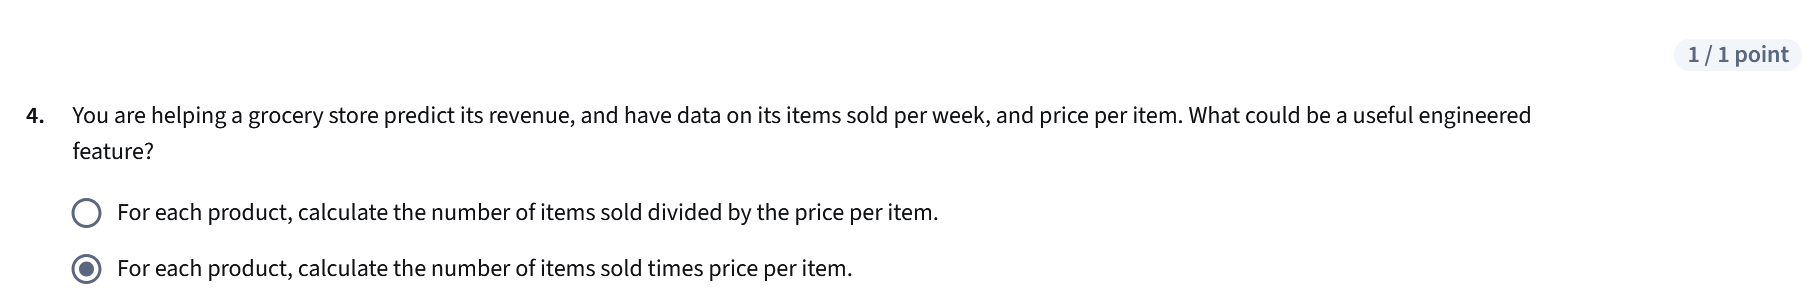 1 / 1 point
4. You are helping a grocery store predict its revenue, and have data on its items sold per week, and price per item. What could be a useful engineered
feature?
For each product, calculate the number of items sold divided by the price per item.
For each product, calculate the number of items sold times price per item.